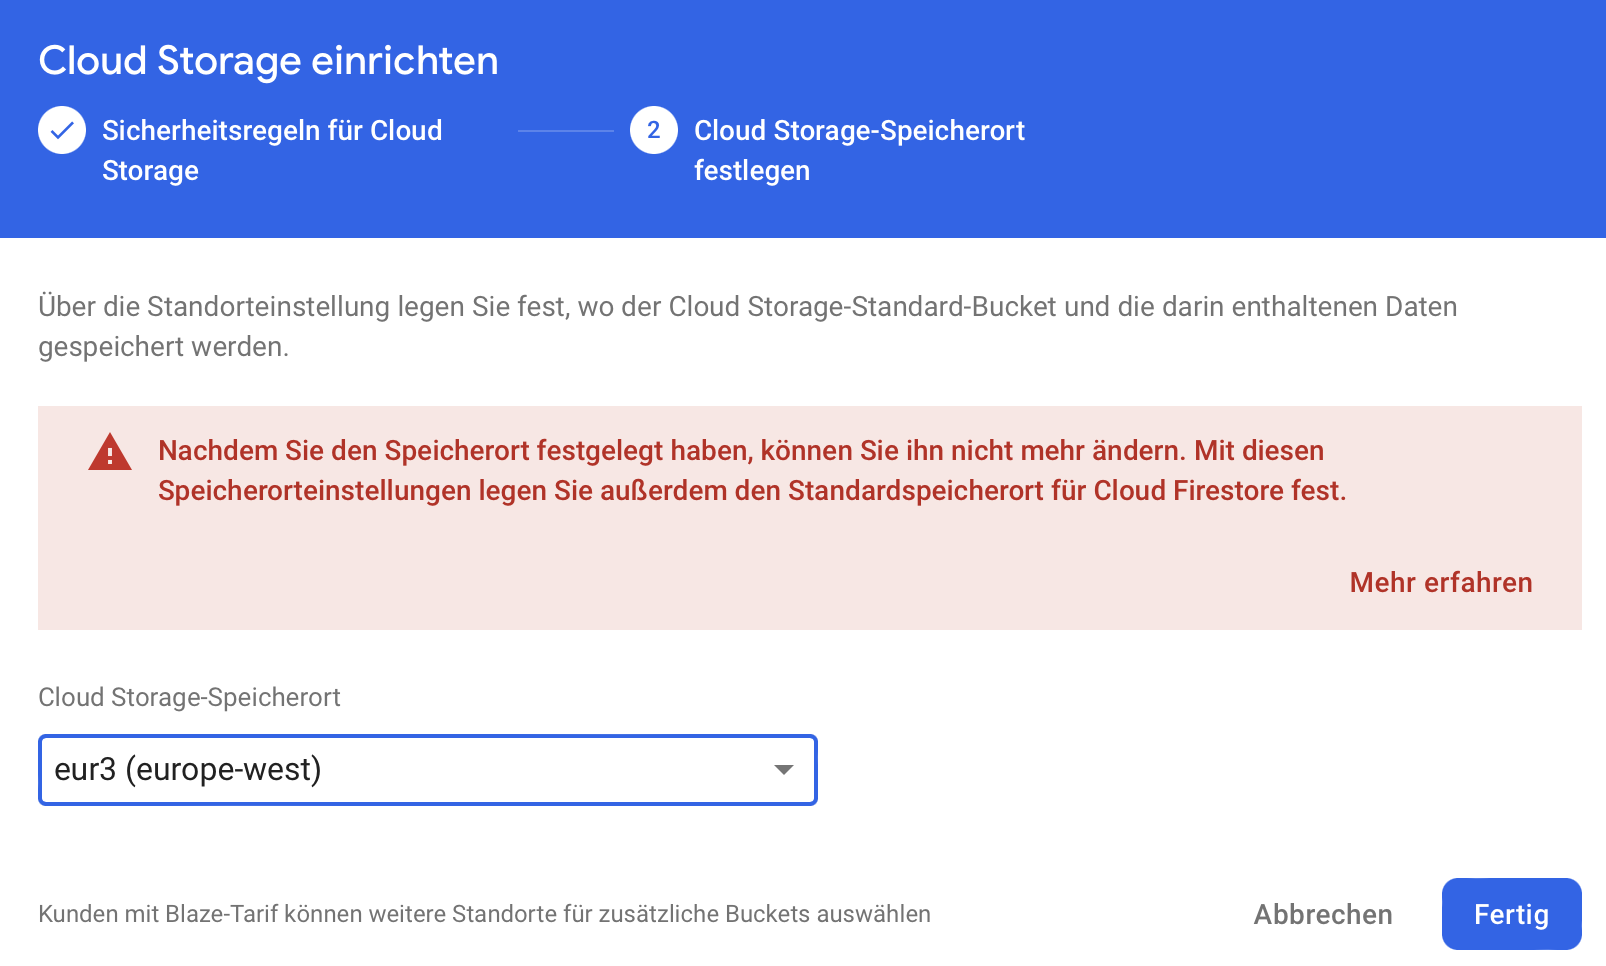 Cloud Storage einrichten
Sicherheitsregeln für Cloud
Storage
2
Cloud Storage-Speicherort
festlegen
Über die Standorteinstellung legen Sie fest, wo der Cloud Storage-Standard-Bucket und die darin enthaltenen Daten
gespeichert werden.
Nachdem Sie den Speicherort festgelegt haben, können Sie ihn nicht mehr ändern. Mit diesen
Speicherorteinstellungen legen Sie außerdem den Standardspeicherort für Cloud Firestore fest.
Mehr erfahren
Cloud Storage-Speicherort
eur3 (europe-west)
Kunden mit Blaze-Tarif können weitere Standorte für zusätzliche Buckets auswählen
Abbrechen
Fertig